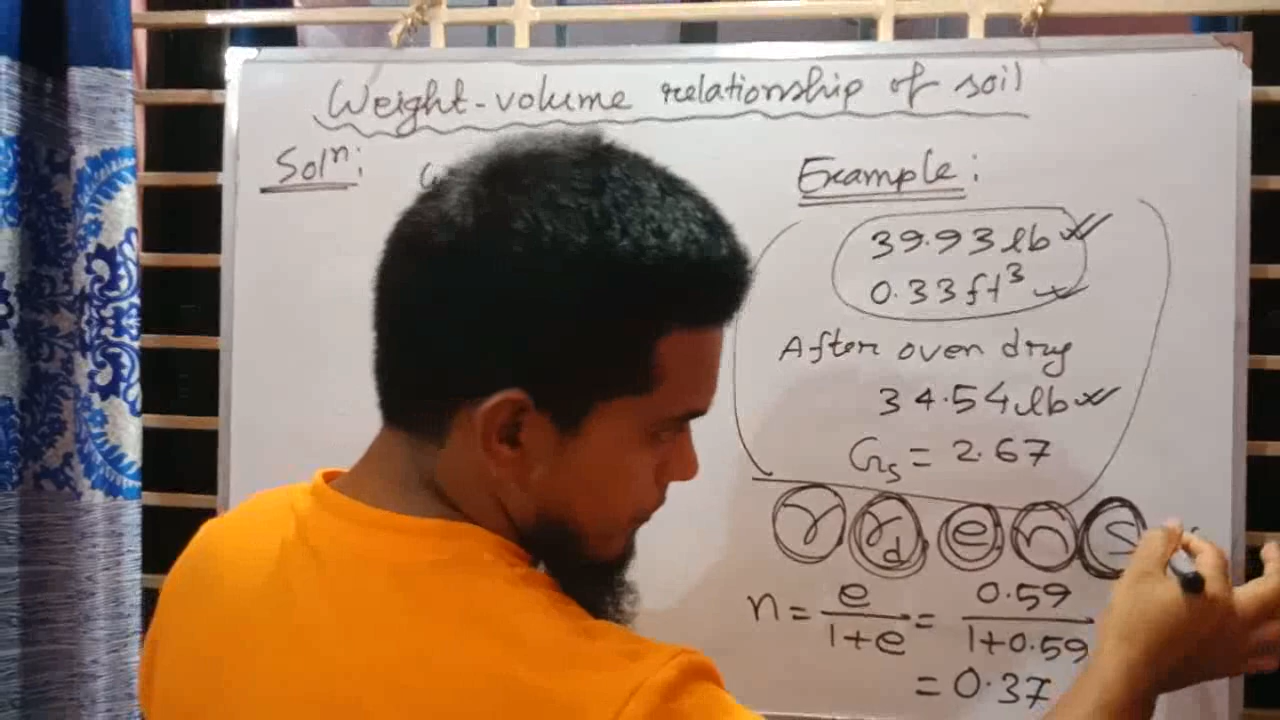 Weight-volume relationship of soil
Solⁿ:
Example:
39.93 lb
0.33 ft³
After oven dry
34.54 lb
Gs = 2.67
γ γd e n S
n = e/(1+e) = 0.59/(1+0.59)
= 0.37